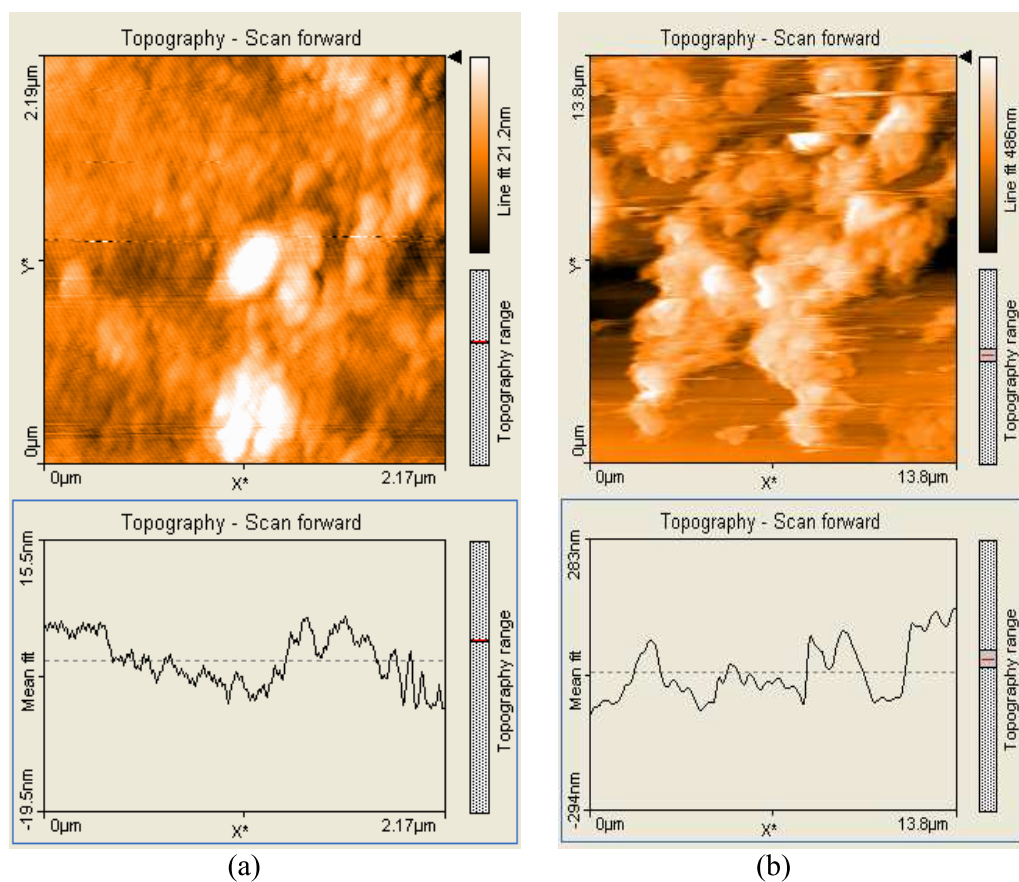 Topography - Scan forward
2.19µm
Y*
0µm
0µm
X*
2.17µm
Line fit 21.2nm
Topography range
Topography - Scan forward
15.5nm
Mean fit
-19.5nm
0µm
X*
2.17µm
Topography range
(a)
Topography - Scan forward
13.8µm
Y*
0µm
0µm
X*
13.8µm
Line fit 486nm
Topography range
Topography - Scan forward
283nm
Mean fit
-294nm
0µm
X*
13.8µm
Topography range
(b)